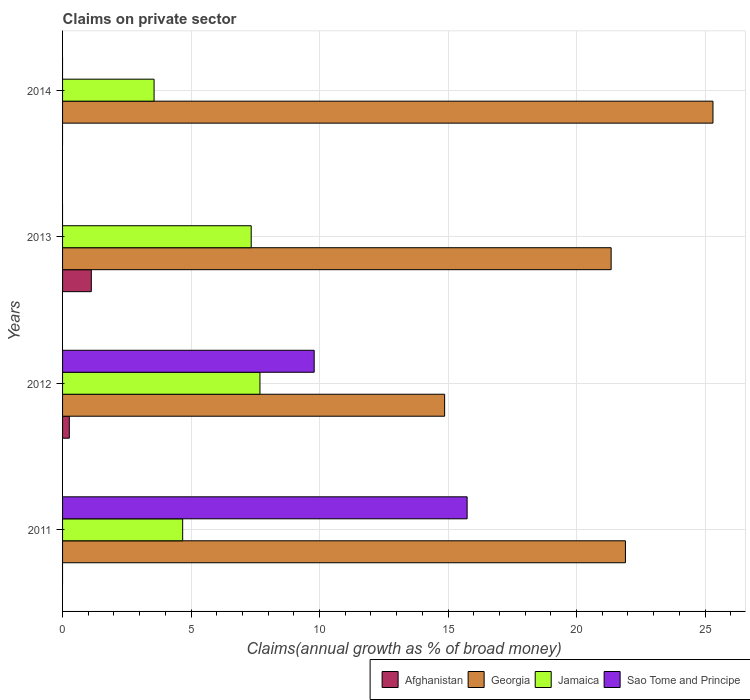 Claims on private sector
2014
2013
2012
2011
Years
0 5 10 15 20 25
Claims(annual growth as % of broad money)
Afghanistan Georgia Jamaica Sao Tome and Principe